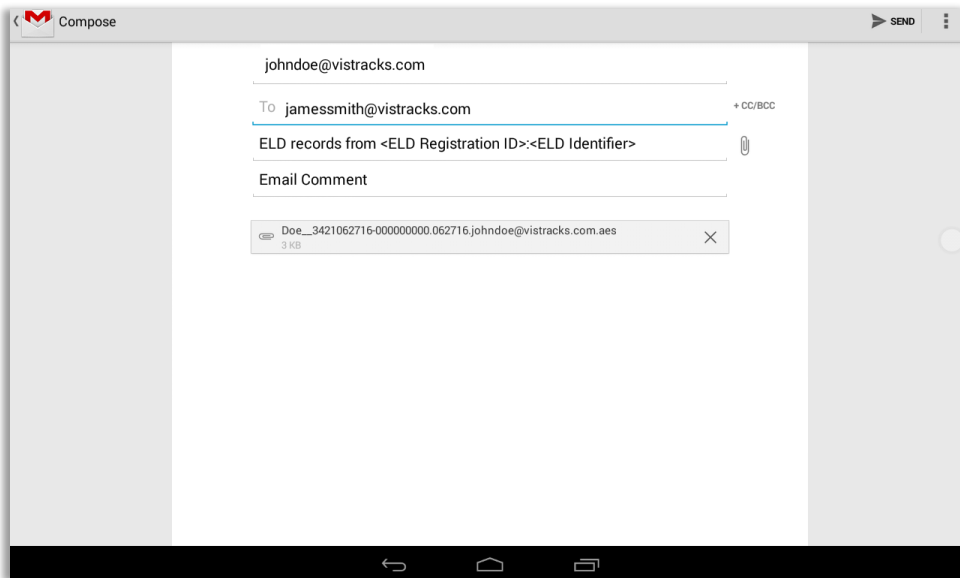 Compose
SEND
johndoe@vistracks.com
To jamessmith@vistracks.com
+ CC/BCC
ELD records from <ELD Registration ID>:<ELD Identifier>
Email Comment
Doe__3421062716-000000000.062716.johndoe@vistracks.com.aes
3 KB